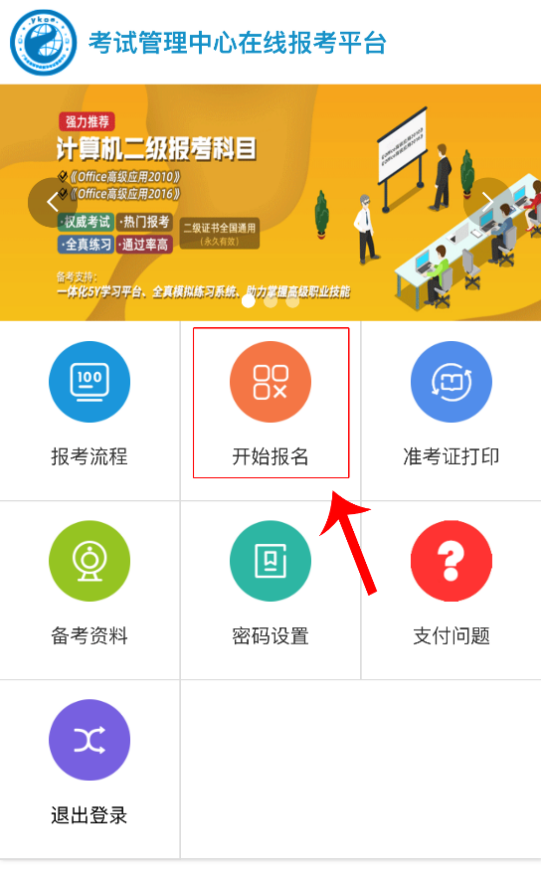 考试管理中心在线报考平台
强力推荐
计算机二级报考科目
《Office高级应用2010》
《Office高级应用2016》
·权威考试 ·热门报考
·全真练习 ·通过率高
二级证书全国通用
（永久有效）
备考支持：
一体化5Y学习平台、全真模拟练习系统、助力掌握高级职业技能
100
报考流程 开始报名 准考证打印
?
备考资料 密码设置 支付问题
退出登录